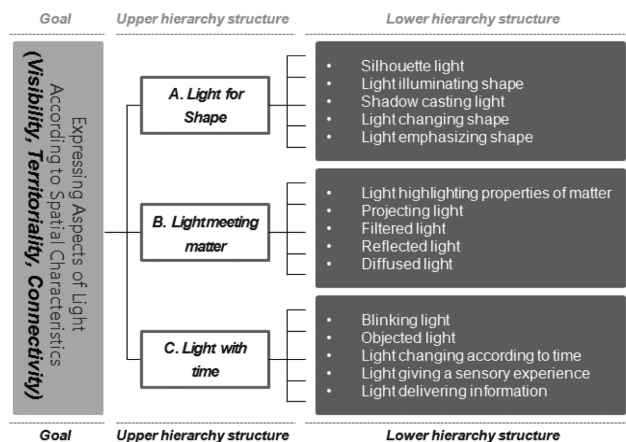 Goal
Upper hierarchy structure
Lower hierarchy structure
Expressing Aspects of Light
According to Spatial Characteristics
(Visibility, Territoriality, Connectivity)
A. Light for
Shape
• Silhouette light
• Light illuminating shape
• Shadow casting light
• Light changing shape
• Light emphasizing shape
B. Lightmeeting
matter
• Light highlighting properties of matter
• Projecting light
• Filtered light
• Reflected light
• Diffused light
C. Light with
time
• Blinking light
• Objected light
• Light changing according to time
• Light giving a sensory experience
• Light delivering information
Goal
Upper hierarchy structure
Lower hierarchy structure